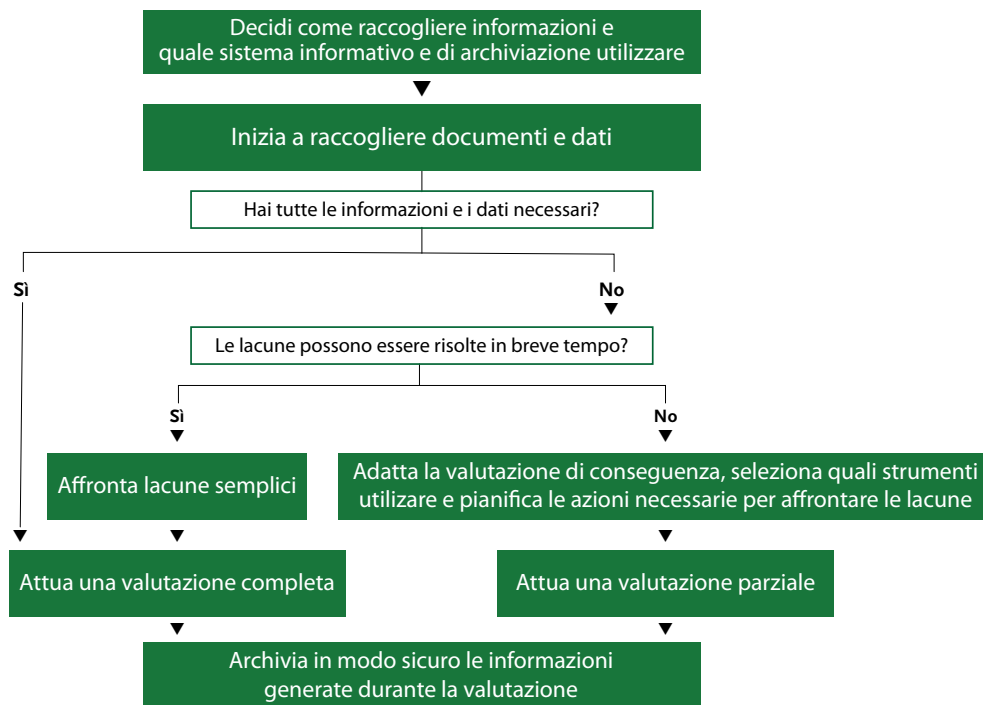 Decidi come raccogliere informazioni e
quale sistema informativo e di archiviazione utilizzare
Inizia a raccogliere documenti e dati
Hai tutte le informazioni e i dati necessari?
Sì
No
Le lacune possono essere risolte in breve tempo?
Sì
No
Affronta lacune semplici
Adatta la valutazione di conseguenza, seleziona quali strumenti
utilizare e pianifica le azioni necessarie per affrontare le lacune
Attua una valutazione completa
Attua una valutazione parziale
Archivia in modo sicuro le informazioni
generate durante la valutazione